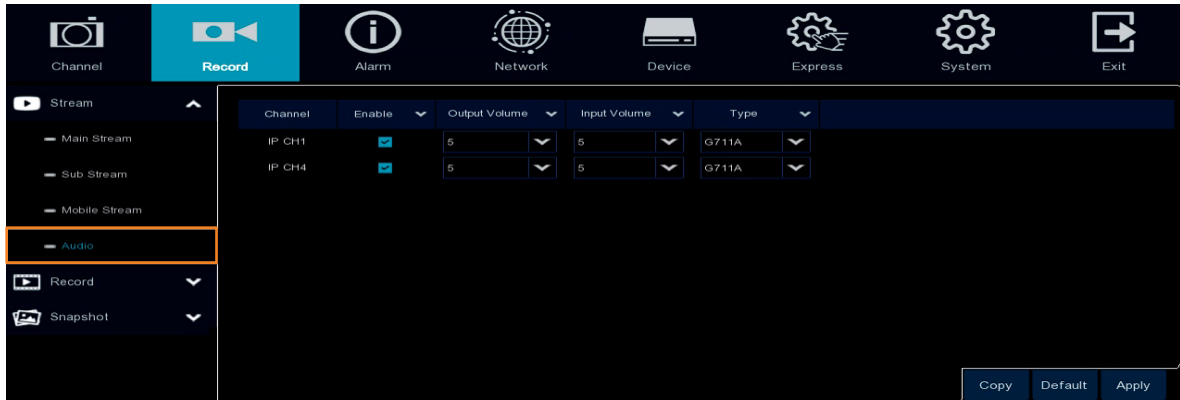 Channel Record Alarm Network Device Express System Exit
Stream
Main Stream
Sub Stream
Mobile Stream
Audio
Record
Snapshot
Channel Enable Output Volume Input Volume Type
IP CH1 5 5 G711A
IP CH4 5 5 G711A
Copy Default Apply